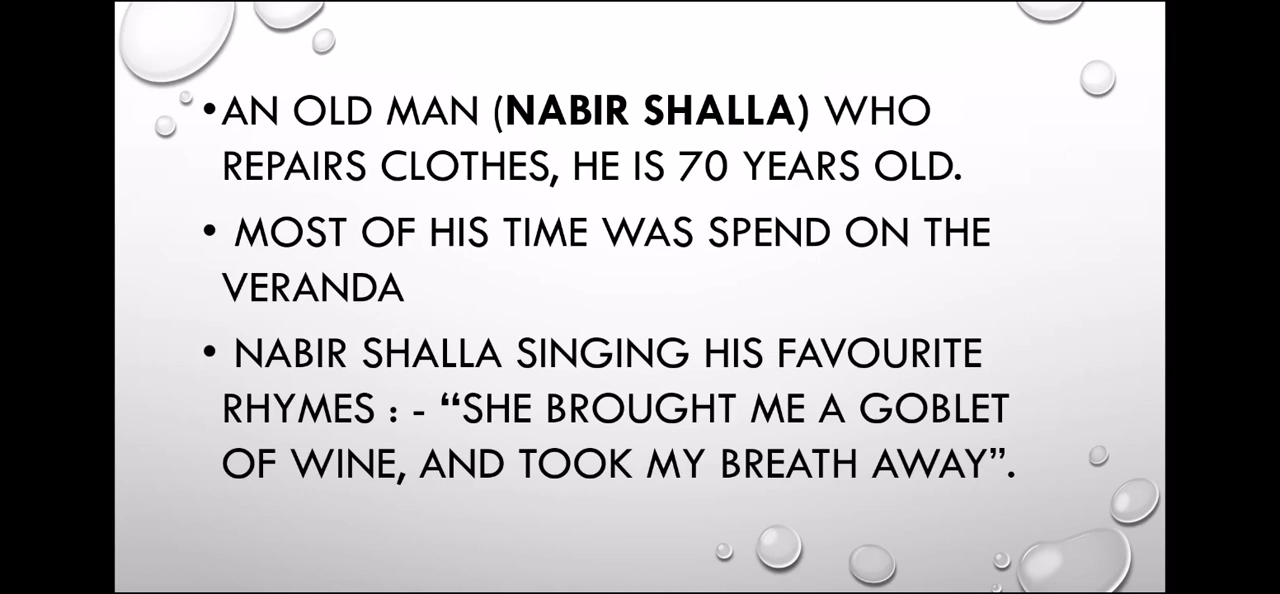 •AN OLD MAN (NABIR SHALLA) WHO
REPAIRS CLOTHES, HE IS 70 YEARS OLD.
• MOST OF HIS TIME WAS SPEND ON THE
VERANDA
• NABIR SHALLA SINGING HIS FAVOURITE
RHYMES : - “SHE BROUGHT ME A GOBLET
OF WINE, AND TOOK MY BREATH AWAY”.